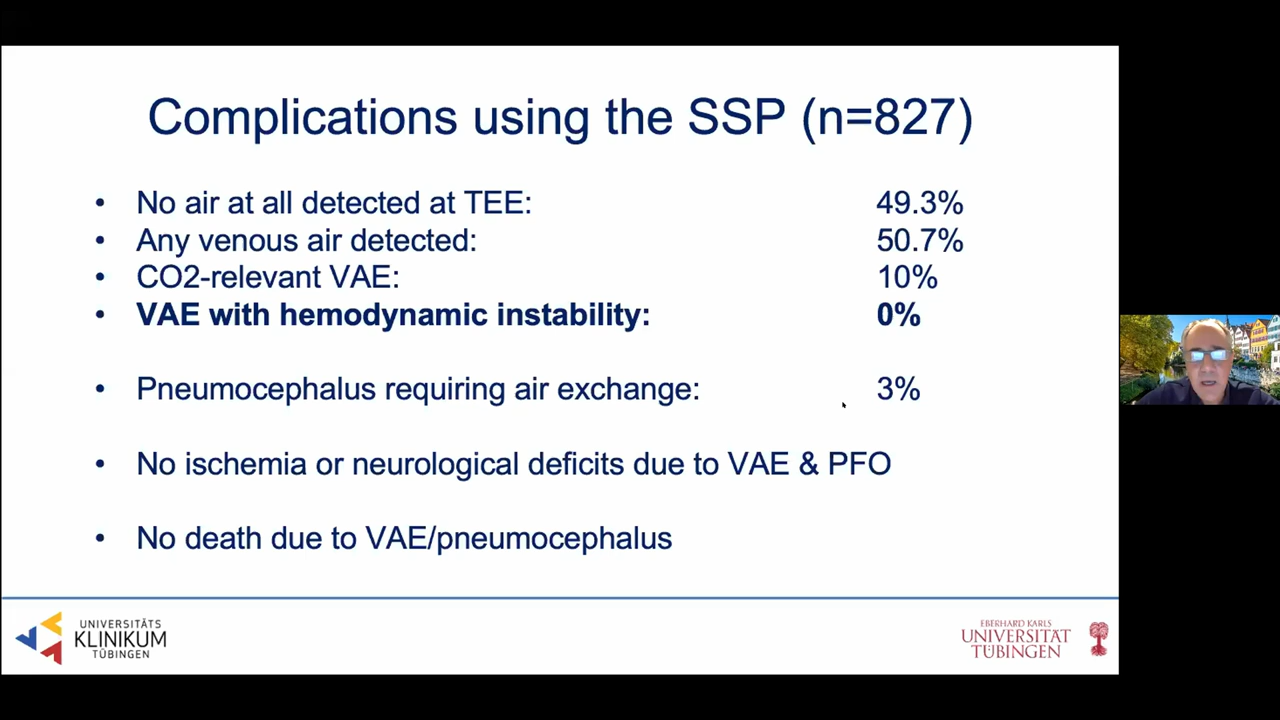 Complications using the SSP (n=827)
• No air at all detected at TEE: 49.3%
• Any venous air detected: 50.7%
• CO2-relevant VAE: 10%
• VAE with hemodynamic instability: 0%
• Pneumocephalus requiring air exchange: 3%
• No ischemia or neurological deficits due to VAE & PFO
• No death due to VAE/pneumocephalus
UNIVERSITÄTS
KLINIKUM
TÜBINGEN
EBERHARD KARLS
UNIVERSITÄT
TÜBINGEN